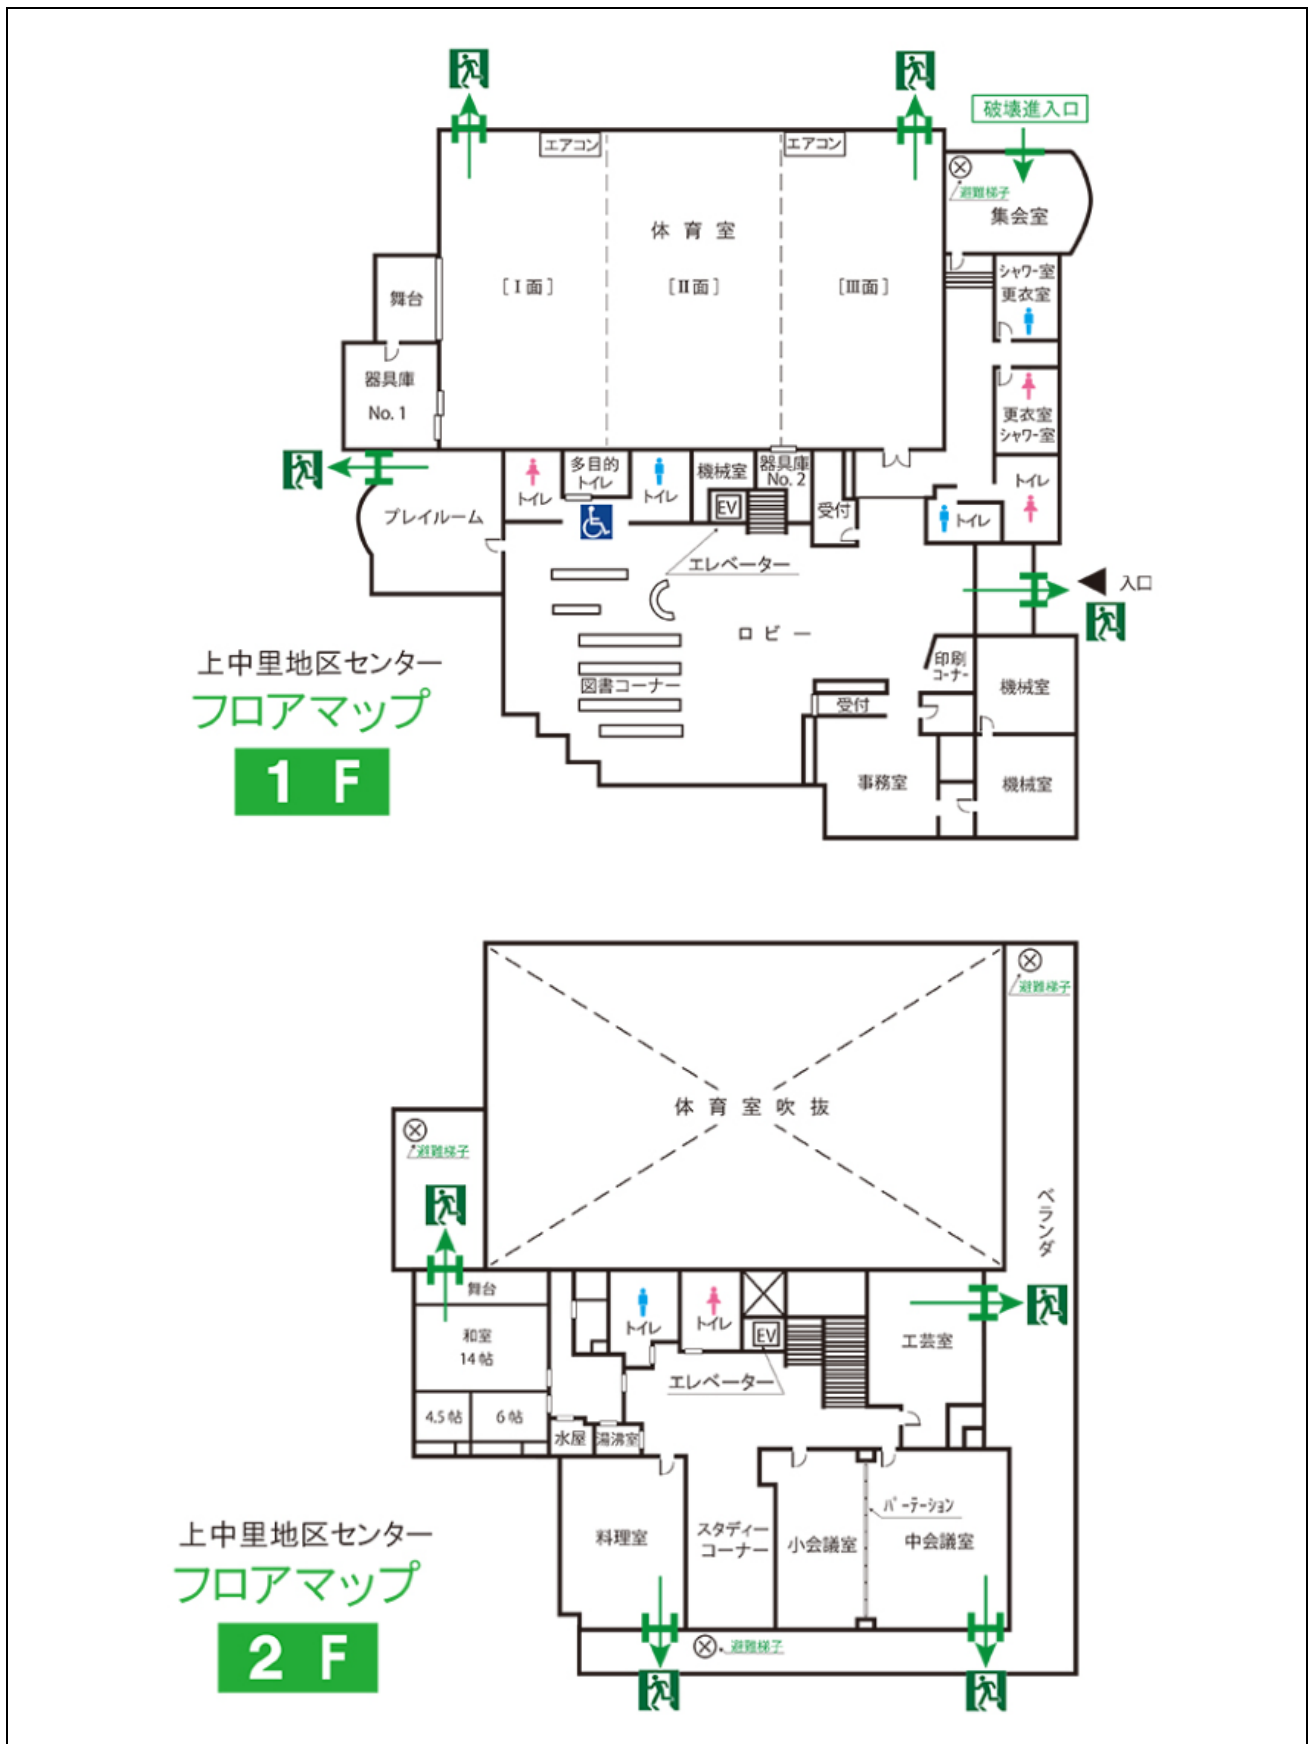 破壊進入口
エアコン
エアコン
避難梯子
集会室
体育室
[Ⅰ面]
[Ⅱ面]
[Ⅲ面]
シャワー室
更衣室
舞台
器具庫
No. 1
更衣室
シャワー室
トイレ
多目的
トイレ
トイレ
機械室
器具庫
No. 2
EV
受付
トイレ
トイレ
プレイルーム
エレベーター
入口
ロビー
図書コーナー
印刷
コーナー
機械室
受付
事務室
機械室
上中里地区センター
フロアマップ
1 F
避難梯子
体育室吹抜
避難梯子
ベランダ
舞台
和室
14帖
4.5帖
6帖
トイレ
トイレ
EV
エレベーター
工芸室
水屋
湯沸室
料理室
スタディー
コーナー
小会議室
パーテーション
中会議室
避難梯子
上中里地区センター
フロアマップ
2 F